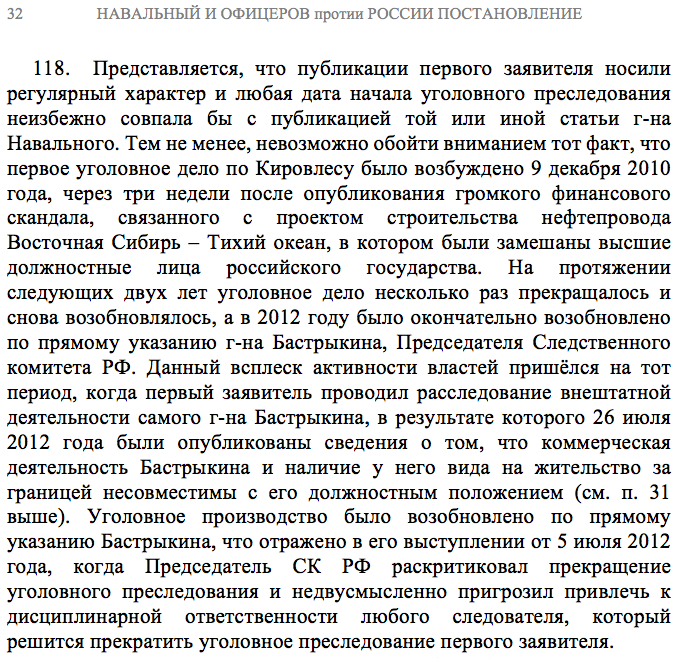 32 НАВАЛЬНЫЙ И ОФИЦЕРОВ протии РОССИИ ПОСТАНОВЛЕНИЕ
118. Представляется, что публикации первого заявителя носили
регулярный характер и любая дата начала уголовного преследования
неизбежно совпала бы с публикацией той или иной статьи г-на
Навального. Тем не менее, невозможно обойти вниманием тот факт, что
первое уголовное дело по Кировлесу было возбуждено 9 декабря 2010
года, через три недели после опубликования громкого финансового
скандала, связанного с проектом строительства нефтепровода
Восточная Сибирь – Тихий океан, в котором были замешаны высшие
должностные лица российского государства. На протяжении
следующих двух лет уголовное дело несколько раз прекращалось и
снова возобновлялось, а в 2012 году было окончательно возобновлено
по прямому указанию г-на Бастрыкина, Председателя Следственного
комитета РФ. Данный всплеск активности властей пришёлся на тот
период, когда первый заявитель проводил расследование внештатной
деятельности самого г-на Бастрыкина, в результате которого 26 июля
2012 года были опубликованы сведения о том, что коммерческая
деятельность Бастрыкина и наличие у него вида на жительство за
границей несовместимы с его должностным положением (см. п. 31
выше). Уголовное производство было возобновлено по прямому
указанию Бастрыкина, что отражено в его выступлении от 5 июля 2012
года, когда Председатель СК РФ раскритиковал прекращение
уголовного преследования и недвусмысленно пригрозил привлечь к
дисциплинарной ответственности любого следователя, который
решится прекратить уголовное преследование первого заявителя.